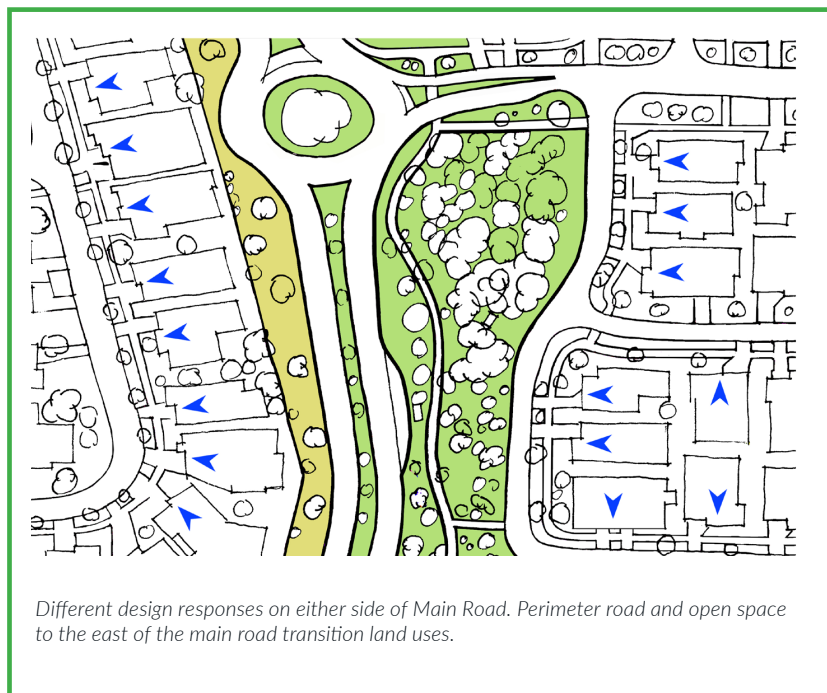 Different design responses on either side of Main Road. Perimeter road and open space
to the east of the main road transition land uses.